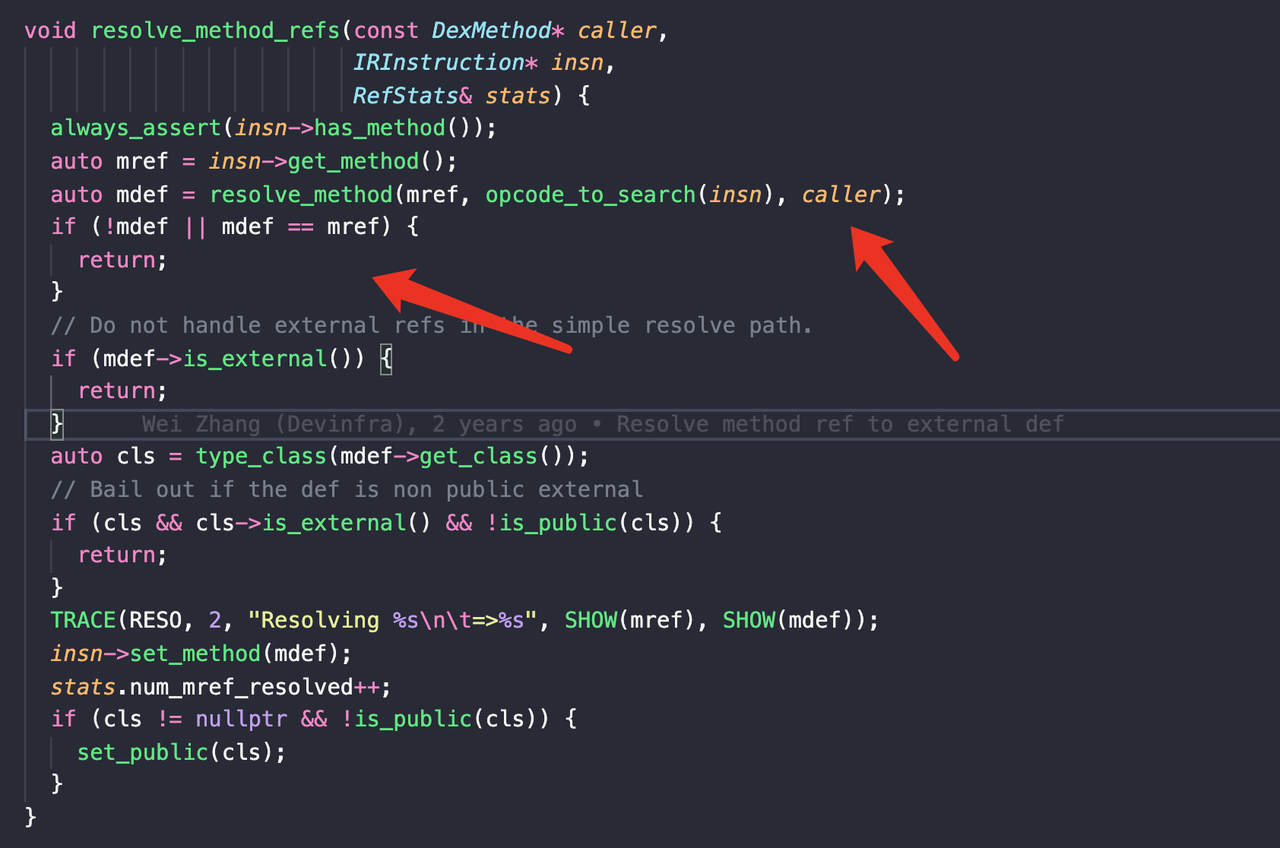 void resolve_method_refs(const DexMethod* caller,
                         IRInstruction* insn,
                         RefStats& stats) {
  always_assert(insn->has_method());
  auto mref = insn->get_method();
  auto mdef = resolve_method(mref, opcode_to_search(insn), caller);
  if (!mdef || mdef == mref) {
    return;
  }
  // Do not handle external refs in the simple resolve path.
  if (mdef->is_external()) {
    return;
  }      Wei Zhang (Devinfra), 2 years ago • Resolve method ref to external def
  auto cls = type_class(mdef->get_class());
  // Bail out if the def is non public external
  if (cls && cls->is_external() && !is_public(cls)) {
    return;
  }
  TRACE(RESO, 2, "Resolving %s\n\t=>%s", SHOW(mref), SHOW(mdef));
  insn->set_method(mdef);
  stats.num_mref_resolved++;
  if (cls != nullptr && !is_public(cls)) {
    set_public(cls);
  }
}